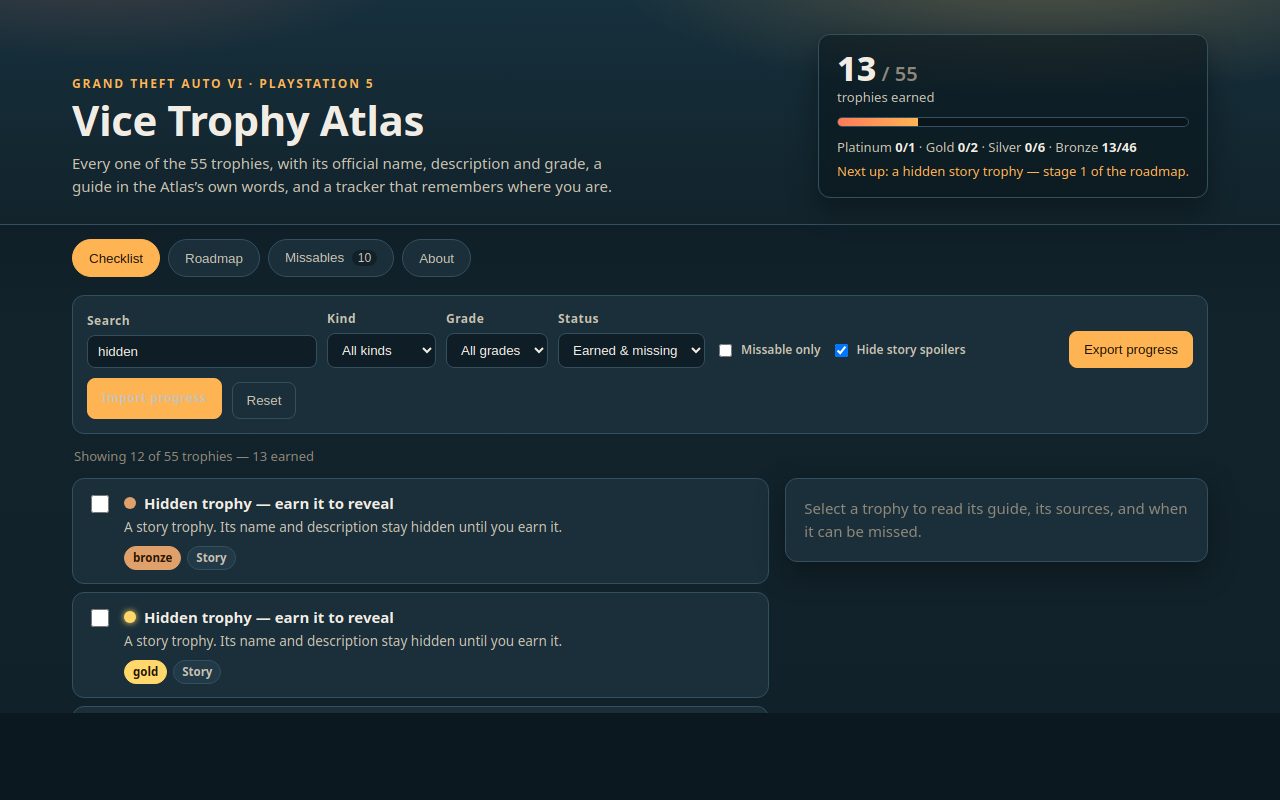 GRAND THEFT AUTO VI · PLAYSTATION 5
Vice Trophy Atlas
Every one of the 55 trophies, with its official name, description and grade, a
guide in the Atlas’s own words, and a tracker that remembers where you are.
13 / 55
trophies earned
Platinum 0/1 · Gold 0/2 · Silver 0/6 · Bronze 13/46
Next up: a hidden story trophy — stage 1 of the roadmap.
Checklist
Roadmap
Missables 10
About
Search
hidden
Kind
All kinds
Grade
All grades
Status
Earned & missing
Missable only
Hide story spoilers
Export progress
Import progress
Reset
Showing 12 of 55 trophies — 13 earned
Hidden trophy — earn it to reveal
A story trophy. Its name and description stay hidden until you earn it.
bronze
Story
Hidden trophy — earn it to reveal
A story trophy. Its name and description stay hidden until you earn it.
gold
Story
Select a trophy to read its guide, its sources, and when
it can be missed.